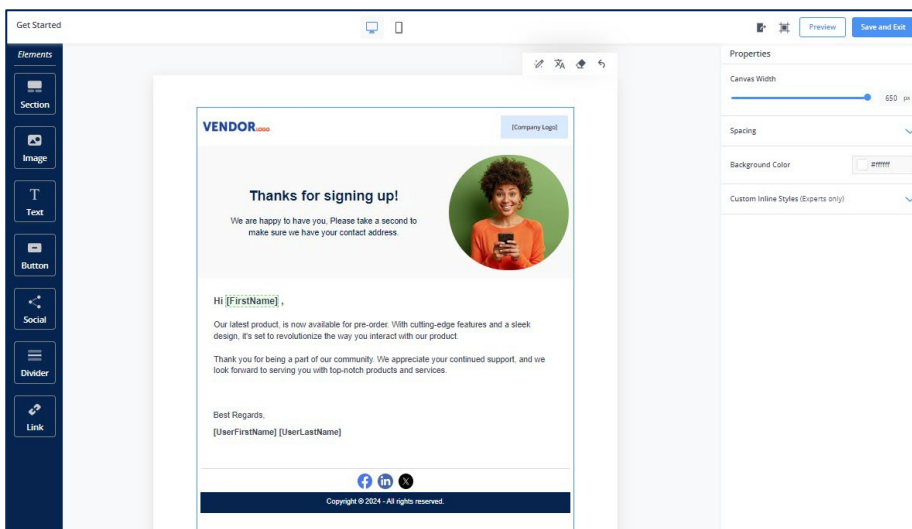 Get Started
Preview
Save and Exit
Elements
Section
Image
T
Text
Button
Social
Divider
Link
VENDOR LOGO
[Company Logo]
Thanks for signing up!
We are happy to have you, Please take a second to
make sure we have your contact address.
Hi [FirstName] ,
Our latest product, is now available for pre-order. With cutting-edge features and a sleek
design, it's set to revolutionize the way you interact with our product.
Thank you for being a part of our community. We appreciate your continued support, and we
look forward to serving you with top-notch products and services.
Best Regards,
[UserFirstName] [UserLastName]
Copyright © 2024 - All rights reserved.
Properties
Canvas Width
650 px
Spacing
Background Color
#ffffff
Custom Inline Styles (Experts only)